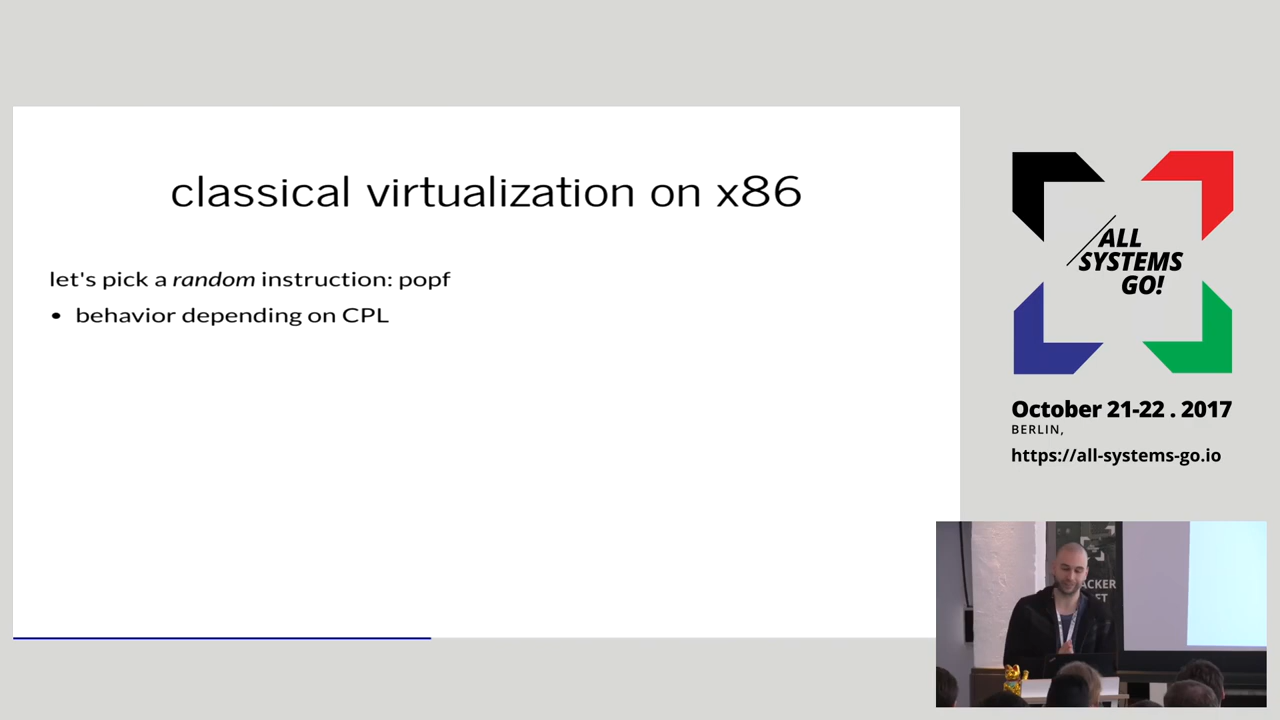 classical virtualization on x86
let's pick a random instruction: popf
• behavior depending on CPL
ALL
SYSTEMS
GO!
October 21-22 . 2017
BERLIN,
https://all-systems-go.io